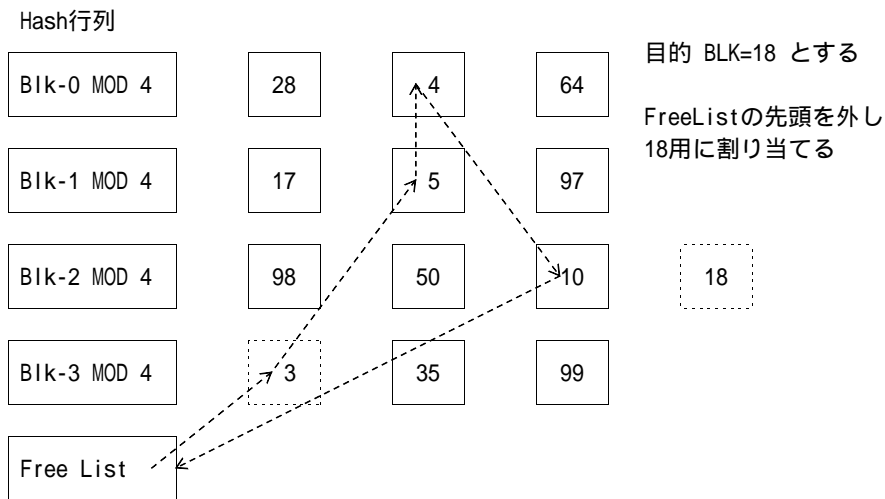 Hash行列
Blk-0 MOD 4 28 4 64
目的 BLK=18 とする
FreeListの先頭を外し
18用に割り当てる
Blk-1 MOD 4 17 5 97
Blk-2 MOD 4 98 50 10 18
Blk-3 MOD 4 3 35 99
Free List